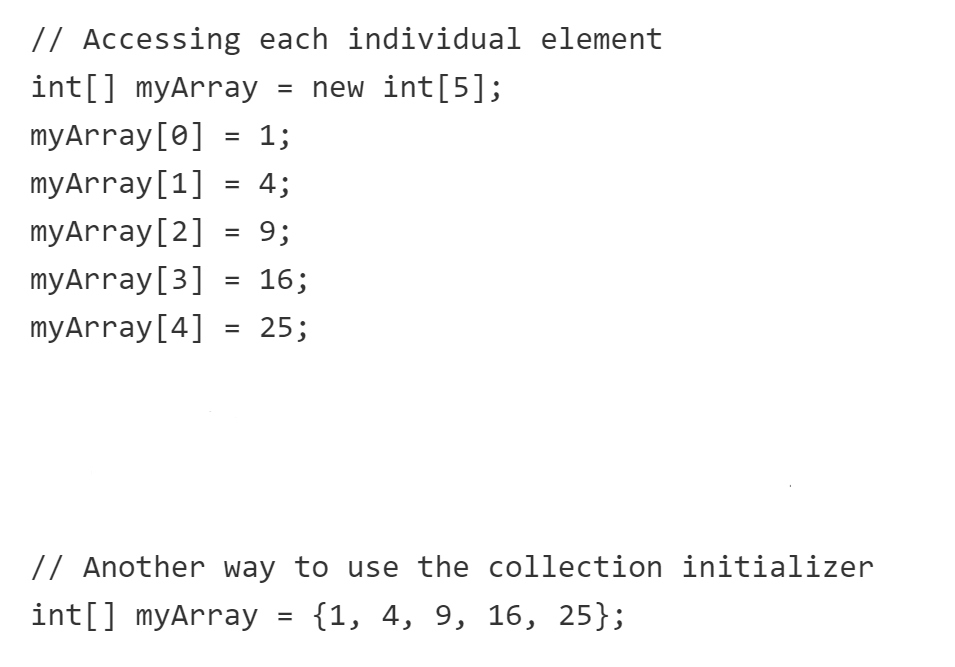 // Accessing each individual element
int[] myArray = new int[5];
myArray[0] = 1;
myArray[1] = 4;
myArray[2] = 9;
myArray[3] = 16;
myArray[4] = 25;
// Another way to use the collection initializer
int[] myArray = {1, 4, 9, 16, 25};